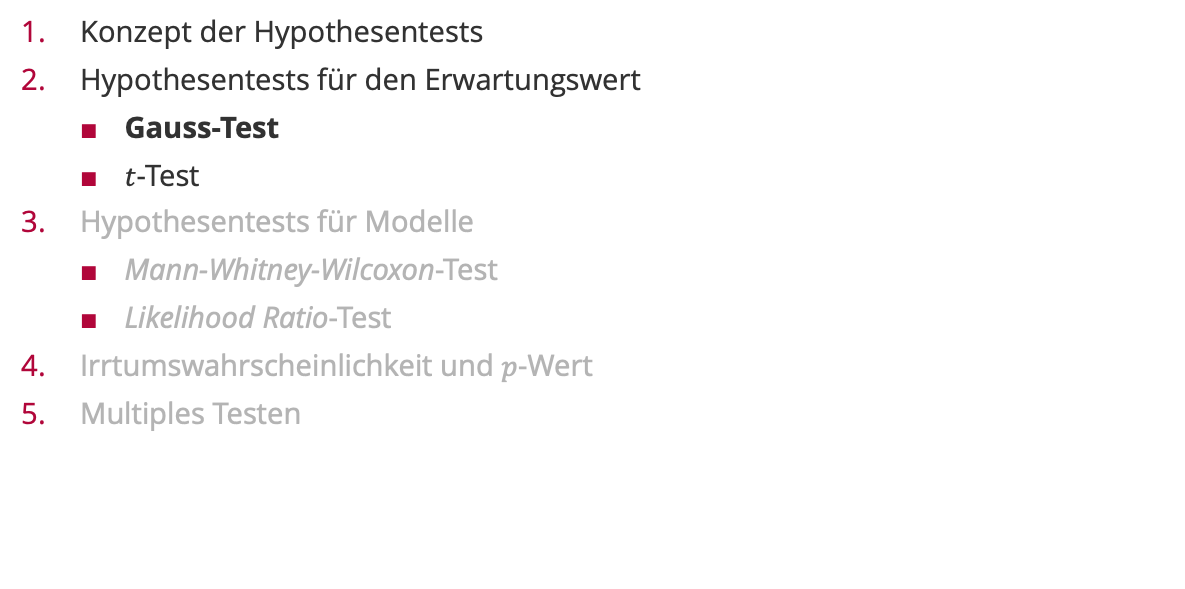 1. Konzept der Hypothesentests
2. Hypothesentests für den Erwartungswert
■ Gauss-Test
■ t-Test
3. Hypothesentests für Modelle
■ Mann-Whitney-Wilcoxon-Test
■ Likelihood Ratio-Test
4. Irrtumswahrscheinlichkeit und p-Wert
5. Multiples Testen